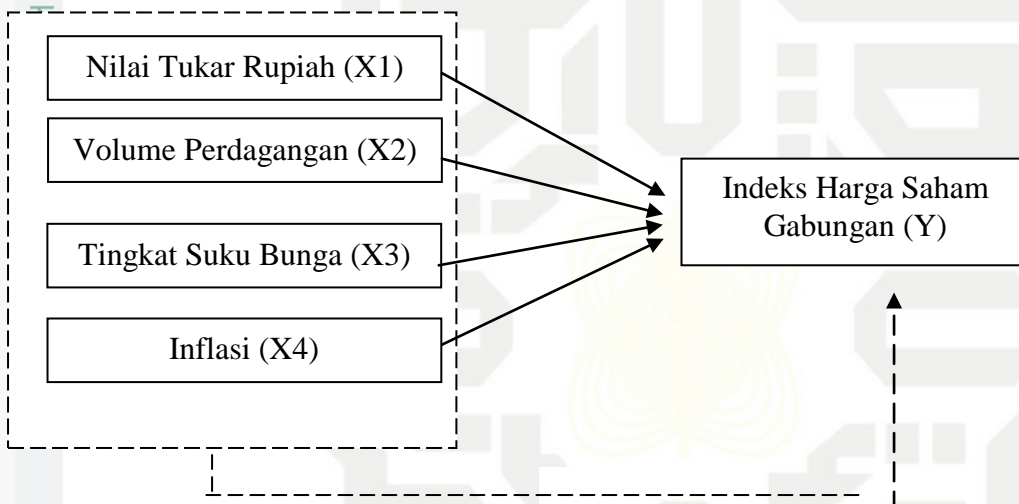 Nilai Tukar Rupiah (X1)
Volume Perdagangan (X2)
Tingkat Suku Bunga (X3)
Inflasi (X4)
Indeks Harga Saham
Gabungan (Y)